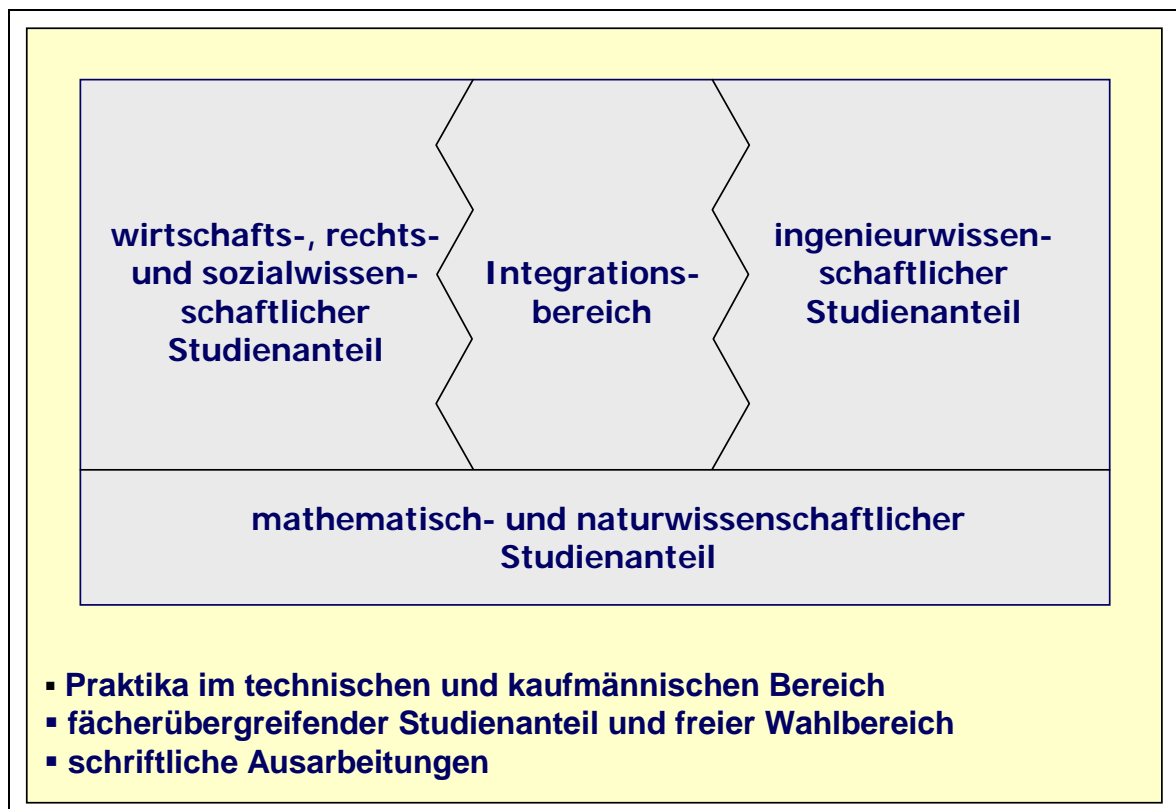 wirtschafts-, rechts-
und sozialwissen-
schaftlicher
Studienanteil
Integrations-
bereich
ingenieurwissen-
schaftlicher
Studienanteil
mathematisch- und naturwissenschaftlicher
Studienanteil
▪ Praktika im technischen und kaufmännischen Bereich
▪ fächerübergreifender Studienanteil und freier Wahlbereich
▪ schriftliche Ausarbeitungen